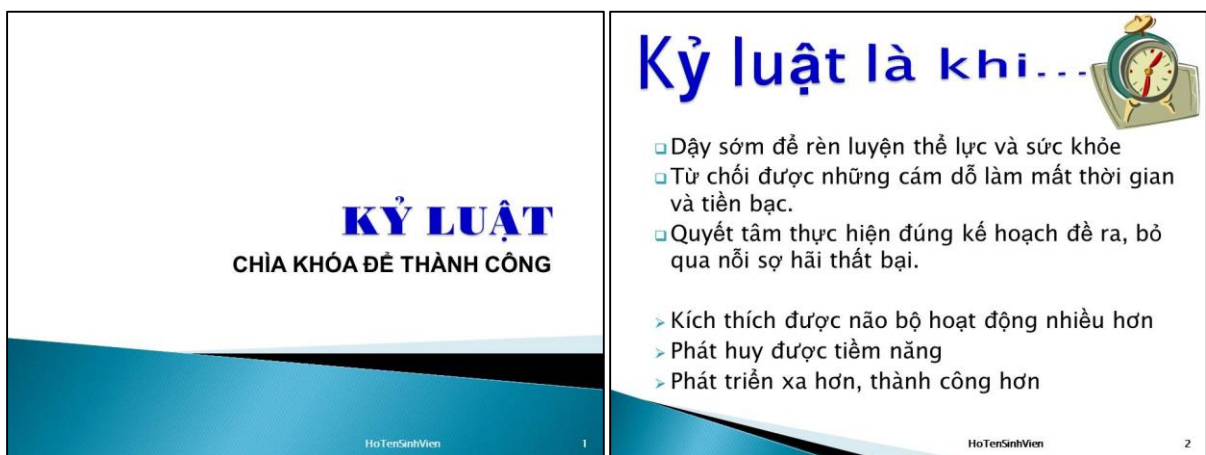 KỶ LUẬT
CHÌA KHÓA ĐỂ THÀNH CÔNG
HoTenSinhVien
1
Kỷ luật là khi...
Dậy sớm để rèn luyện thể lực và sức khỏe
Từ chối được những cám dỗ làm mất thời gian
và tiền bạc.
Quyết tâm thực hiện đúng kế hoạch đề ra, bỏ
qua nỗi sợ hãi thất bại.
Kích thích được não bộ hoạt động nhiều hơn
Phát huy được tiềm năng
Phát triển xa hơn, thành công hơn
HoTenSinhVien
2